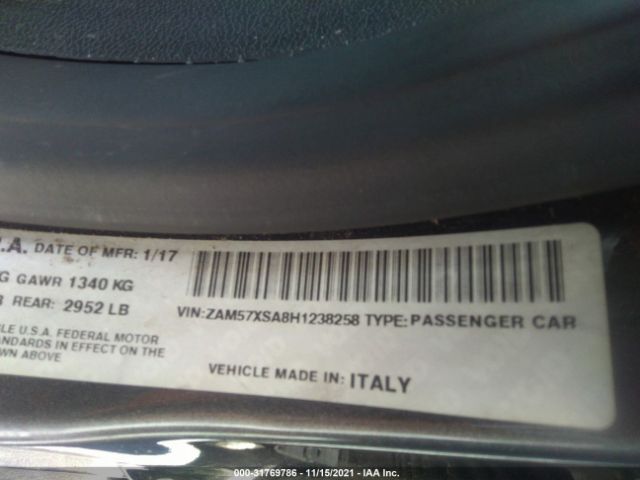 .A. DATE OF MFR: 1/17
G GAWR 1340 KG
REAR: 2952 LB
VIN:ZAM57XSA8H1238258 TYPE:PASSENGER CAR
U.S.A. FEDERAL MOTOR
IN EFFECT ON THE
ABOVE
VEHICLE MADE IN: ITALY
000-31769786 - 11/15/2021 - IAA Inc.